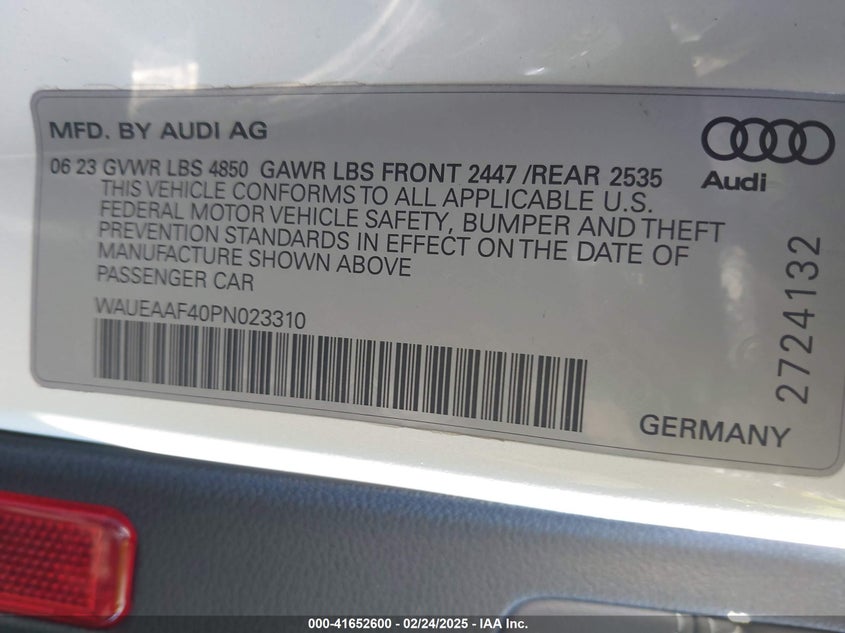 MFD. BY AUDI AG
06 23 GVWR LBS 4850 GAWR LBS FRONT 2447 /REAR 2535
THIS VEHICLE CONFORMS TO ALL APPLICABLE U.S.
FEDERAL MOTOR VEHICLE SAFETY, BUMPER AND THEFT
PREVENTION STANDARDS IN EFFECT ON THE DATE OF
MANUFACTURE SHOWN ABOVE
PASSENGER CAR
WAUEAAF40PN023310
Audi
2724132
GERMANY
000-41652600 - 02/24/2025 - IAA Inc.